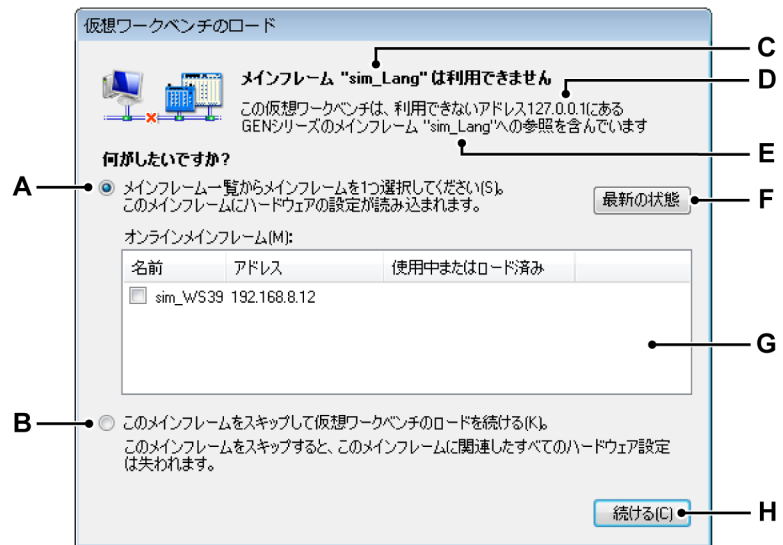 仮想ワークベンチのロード
C
メインフレーム "sim_Lang" は利用できません
D
この仮想ワークベンチは、利用できないアドレス127.0.0.1にある
GENシリーズのメインフレーム "sim_Lang"への参照を含んでいます
E
何がしたいですか?
A
メインフレーム一覧からメインフレームを1つ選択してください(S)。
このメインフレームにハードウェアの設定が読み込まれます。
最新の状態
F
オンラインメインフレーム(M):
名前 アドレス 使用中またはロード済み
sim_WS39 192.168.8.12
G
B
このメインフレームをスキップして仮想ワークベンチのロードを続ける(K)。
このメインフレームをスキップすると、このメインフレームに関連したすべてのハードウェア設定
は失われます。
続ける(C)
H